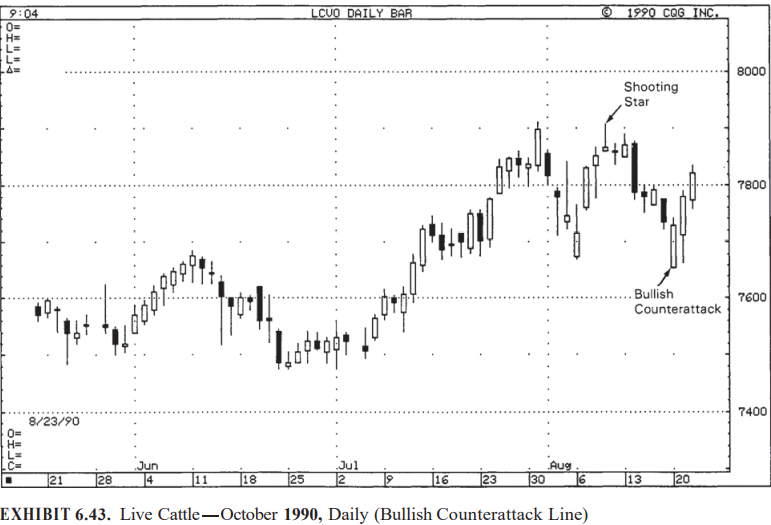 9:04 LCVO DAILY BAR © 1990 CQG INC.
O=
H=
L=
L=
Δ=
8000
Shooting
Star
7800
Bullish
Counterattack
7600
7400
8/23/90
O=
H=
L=
C=
Jun Jul Aug
21 28 4 11 18 25 2 9 16 23 30 6 13 20
EXHIBIT 6.43. Live Cattle—October 1990, Daily (Bullish Counterattack Line)